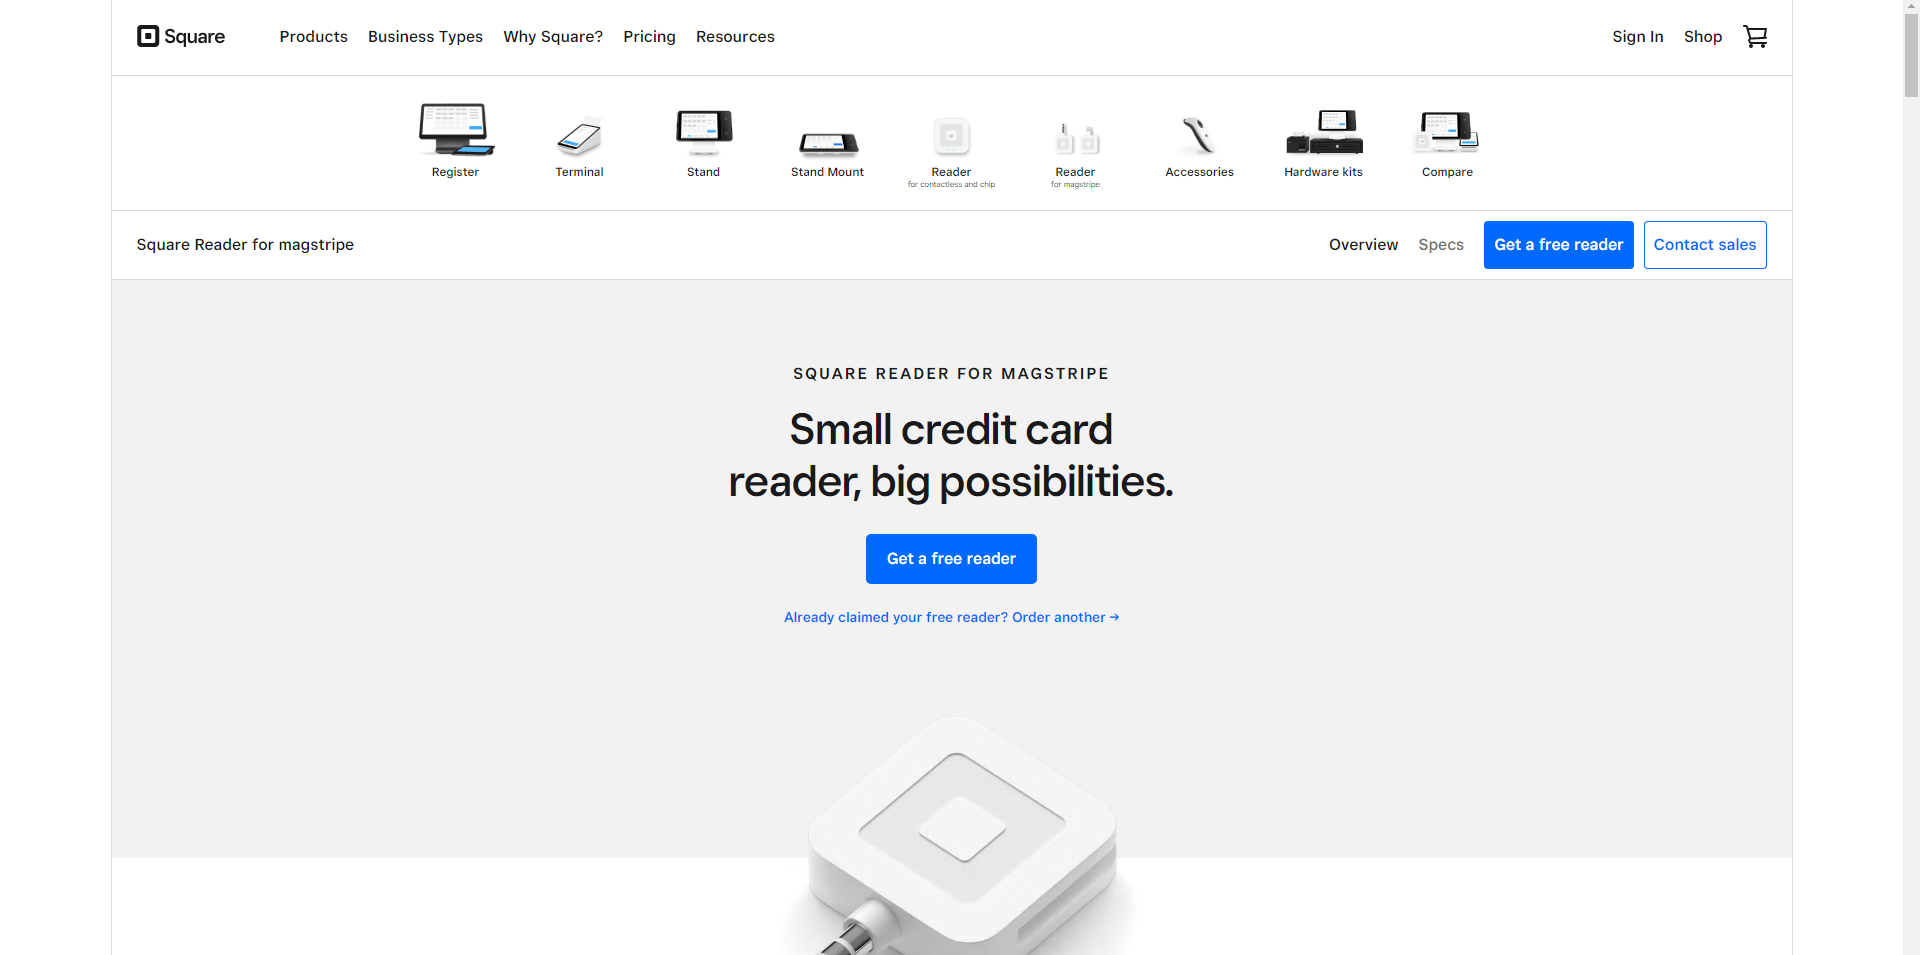 Square
Products Business Types Why Square? Pricing Resources
Sign In Shop
Register
Terminal
Stand
Stand Mount
Reader
for contactless and chip
Reader
for magstripe
Accessories
Hardware kits
Compare
Square Reader for magstripe
Overview Specs Get a free reader Contact sales
SQUARE READER FOR MAGSTRIPE
Small credit card
reader, big possibilities.
Get a free reader
Already claimed your free reader? Order another →